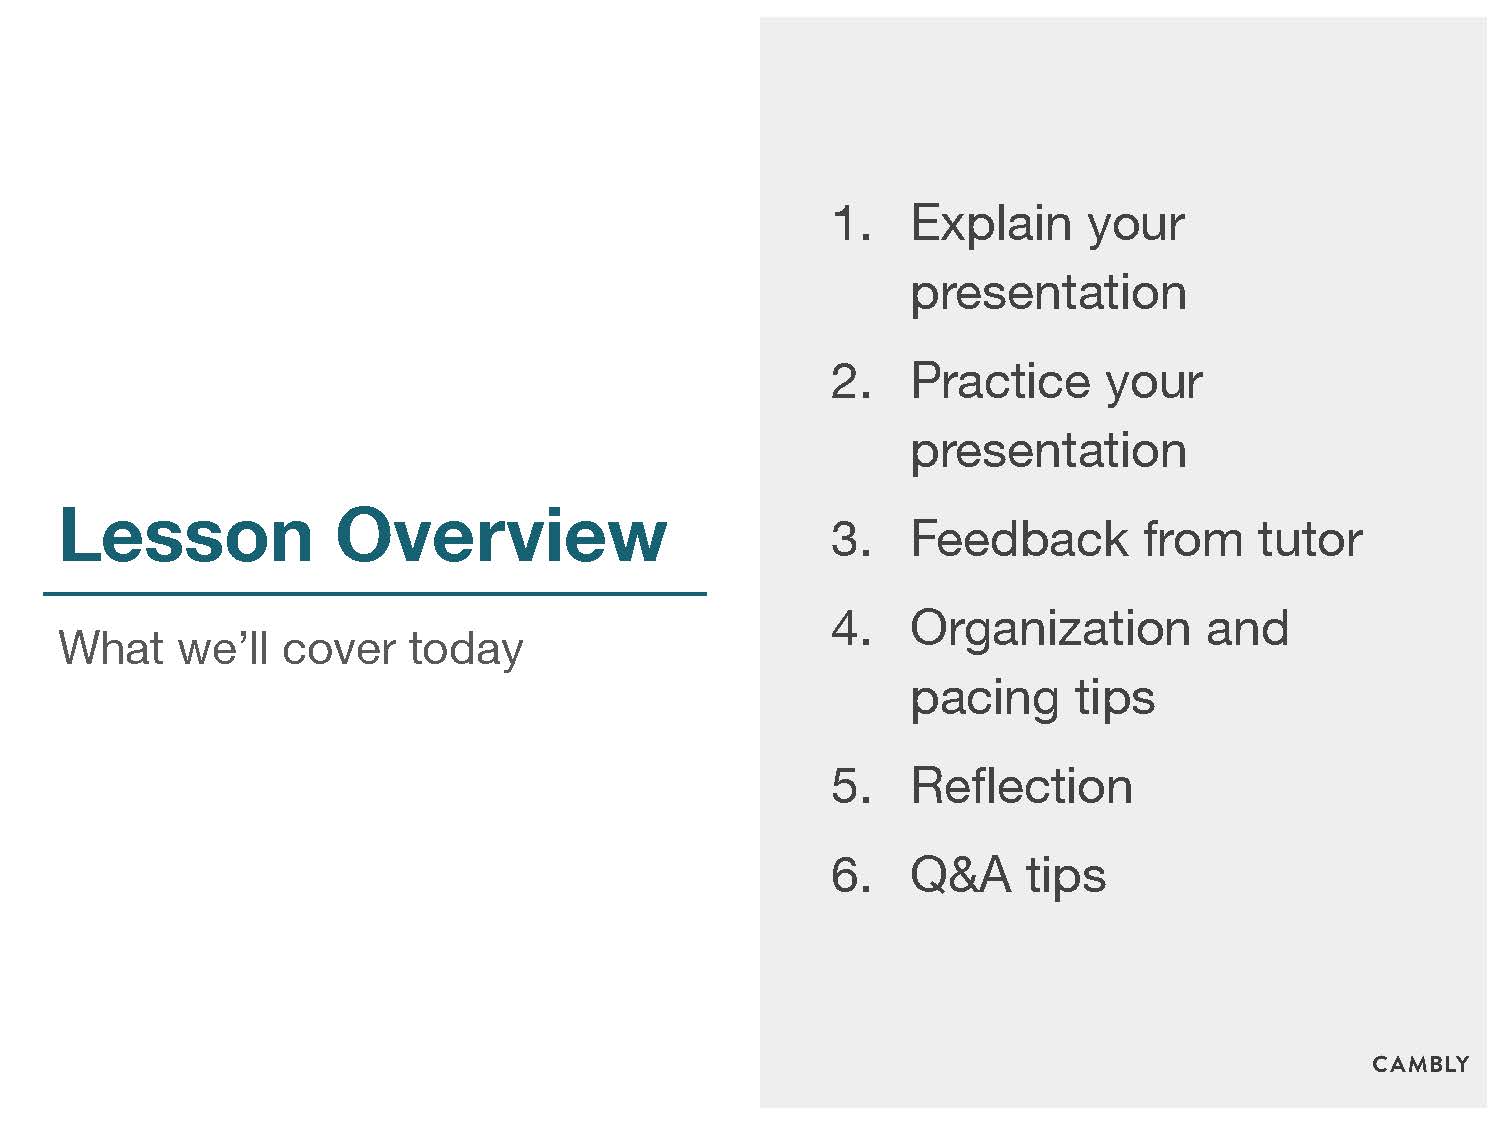 Lesson Overview
What we’ll cover today
1. Explain your
presentation
2. Practice your
presentation
3. Feedback from tutor
4. Organization and
pacing tips
5. Reflection
6. Q&A tips
CAMBLY